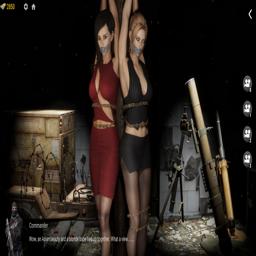 2850
Commander
Wow, an Asian beauty and a blonde babe tied up together. What a view......